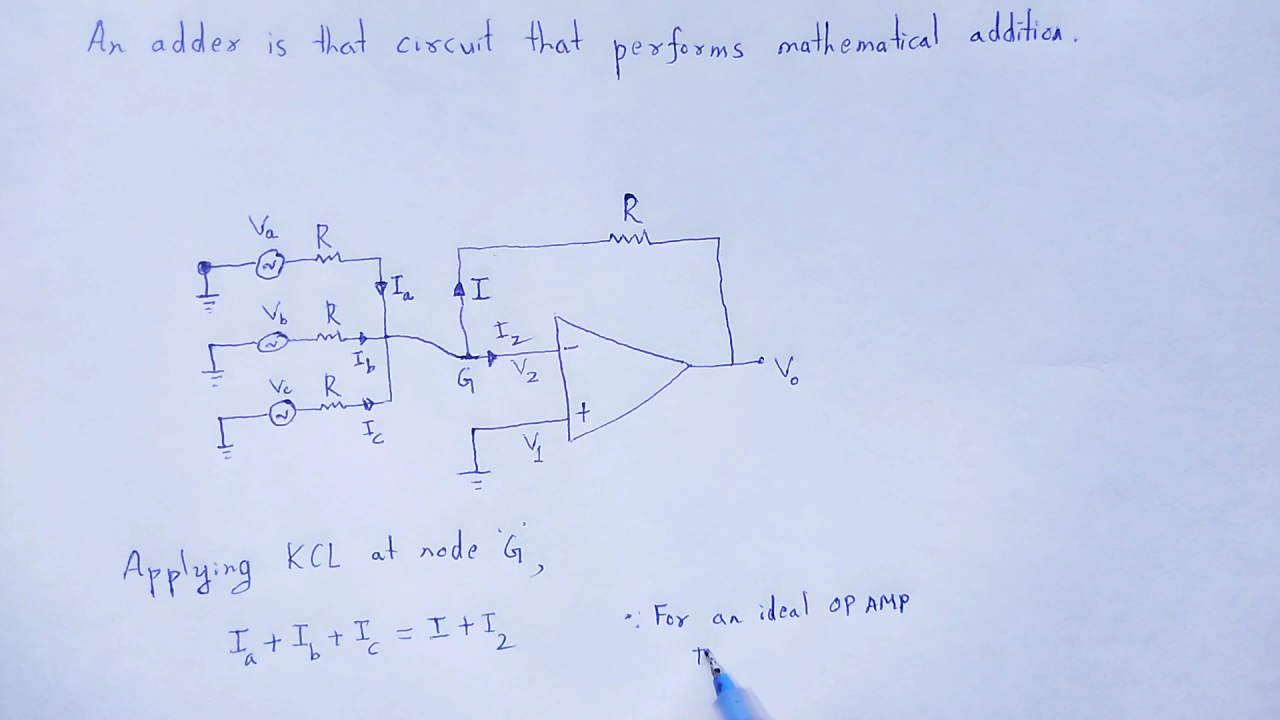 An adder is that circuit that performs mathematical addition.
R
Va
R
Ia
I
Vb
R
Ib
I2
G
V2
Vo
Vc
R
Ic
V1
-
+
Applying KCL at node 'G',
Ia + Ib + Ic = I + I2
∵ For an ideal OP AMP